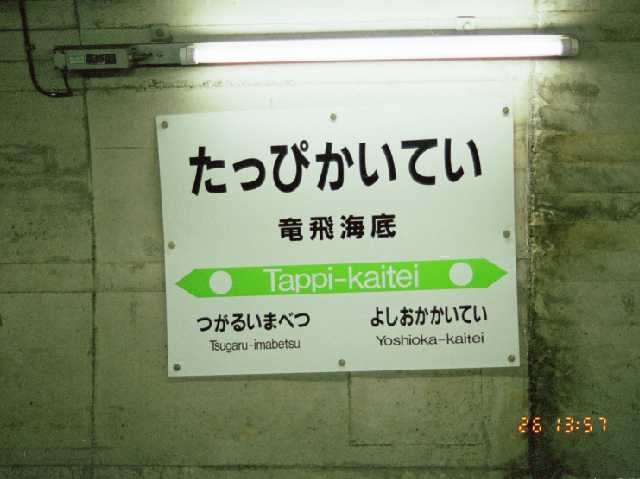 たっぴかいてい
竜飛海底
Tappi-kaitei
つがるいまべつ よしおかかいてい
Tsugaru-imabetsu Yoshioka-kaitei
26 13:57